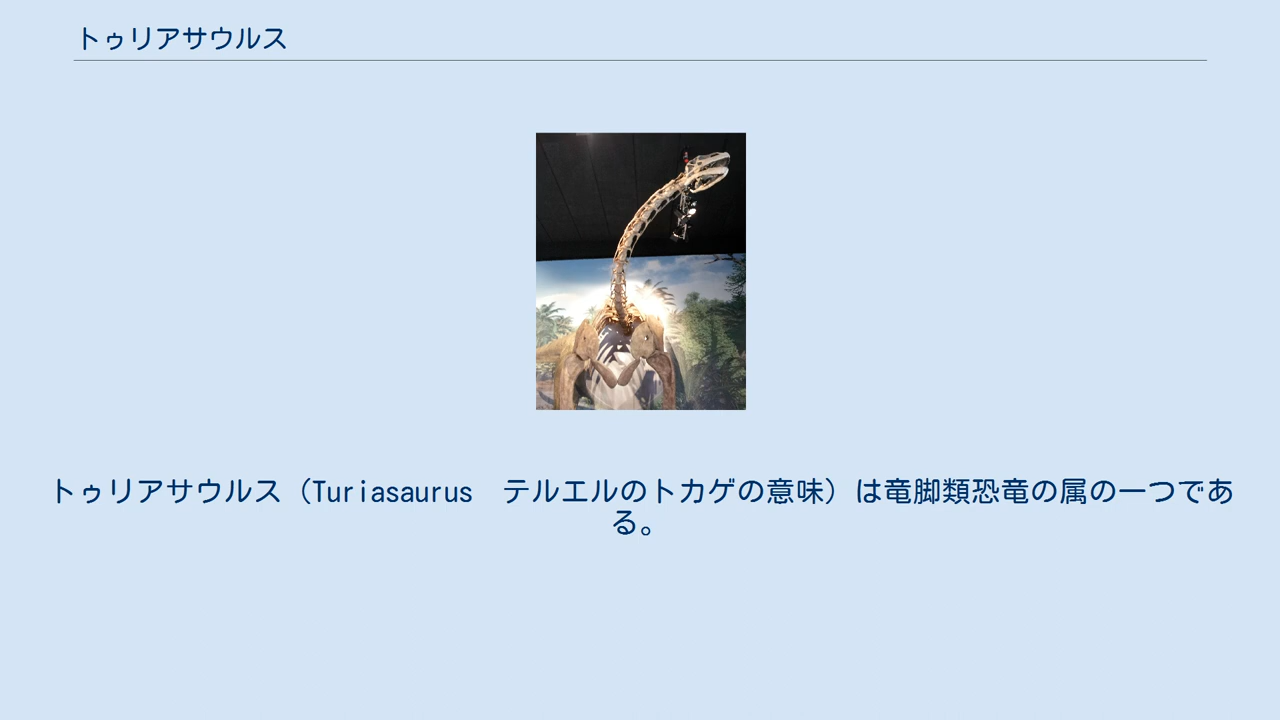 トゥリアサウルス
トゥリアサウルス（Turiasaurus　テルエルのトカゲの意味）は竜脚類恐竜の属の一つであ
る。